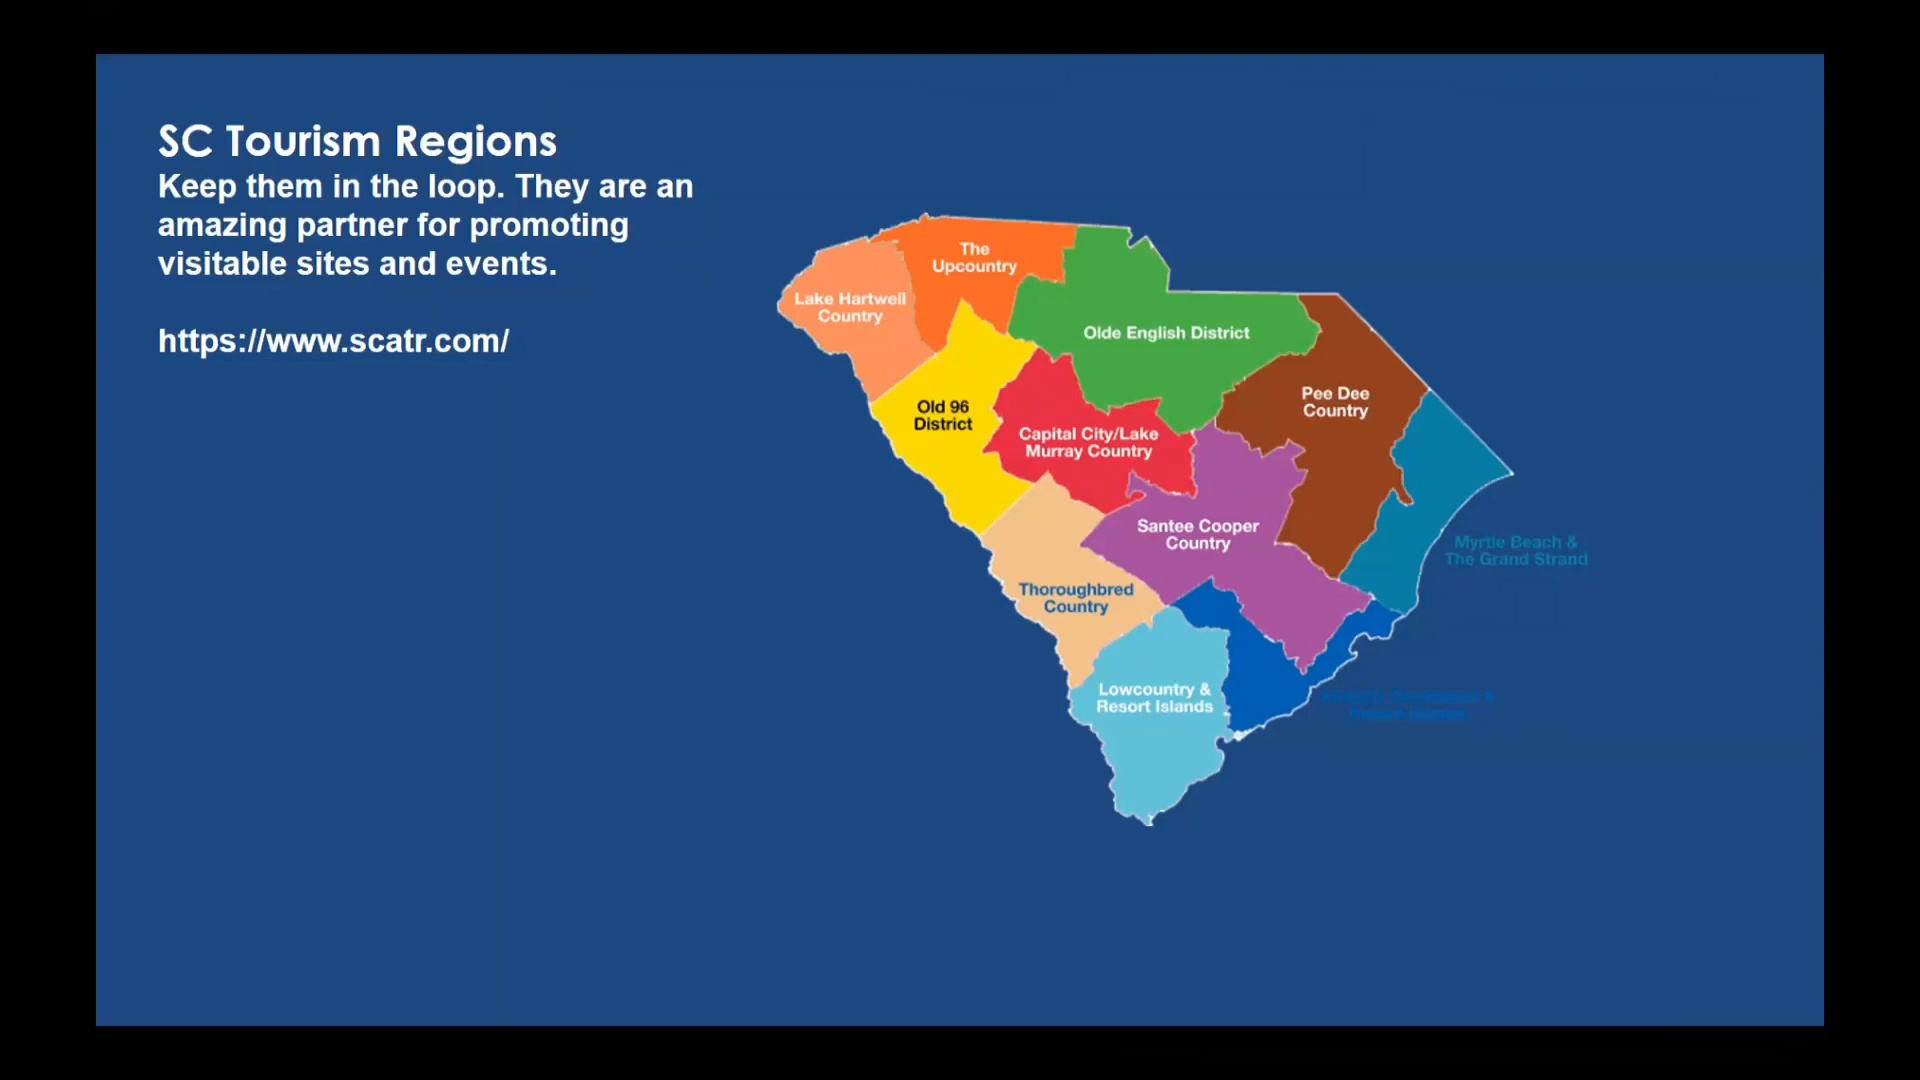 SC Tourism Regions
Keep them in the loop. They are an
amazing partner for promoting
visitable sites and events.
https://www.scatr.com/
The
Upcountry
Lake Hartwell
Country
Olde English District
Pee Dee
Country
Old 96
District
Capital City/Lake
Murray Country
Santee Cooper
Country
Myrtle Beach &
The Grand Strand
Thoroughbred
Country
Lowcountry &
Resort Islands